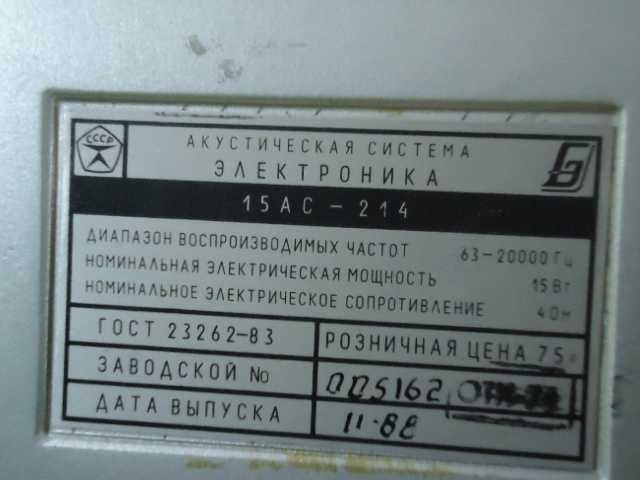 СССР
АКУСТИЧЕСКАЯ СИСТЕМА
ЭЛЕКТРОНИКА
15АС – 214
ДИАПАЗОН ВОСПРОИЗВОДИМЫХ ЧАСТОТ 63–20000 Гц
НОМИНАЛЬНАЯ ЭЛЕКТРИЧЕСКАЯ МОЩНОСТЬ 15 Вт
НОМИНАЛЬНОЕ ЭЛЕКТРИЧЕСКОЕ СОПРОТИВЛЕНИЕ 4 Ом
ГОСТ 23262–83 РОЗНИЧНАЯ ЦЕНА 75
ЗАВОДСКОЙ № 005162
ДАТА ВЫПУСКА 11·88